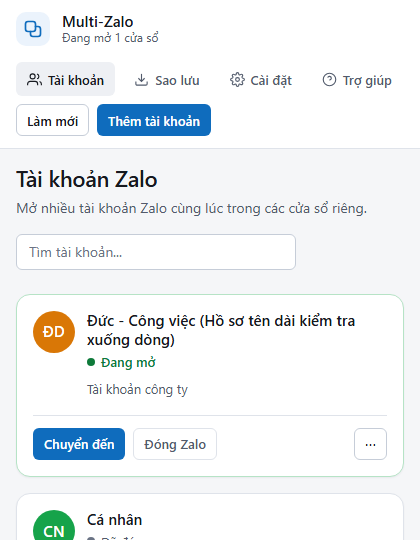 Multi-Zalo
Đang mở 1 cửa sổ
Tài khoản
Sao lưu
Cài đặt
Trợ giúp
Làm mới
Thêm tài khoản
Tài khoản Zalo
Mở nhiều tài khoản Zalo cùng lúc trong các cửa sổ riêng.
Tìm tài khoản...
ĐD
Đức - Công việc (Hồ sơ tên dài kiểm tra
xuống dòng)
Đang mở
Tài khoản công ty
Chuyển đến
Đóng Zalo
...
CN
Cá nhân